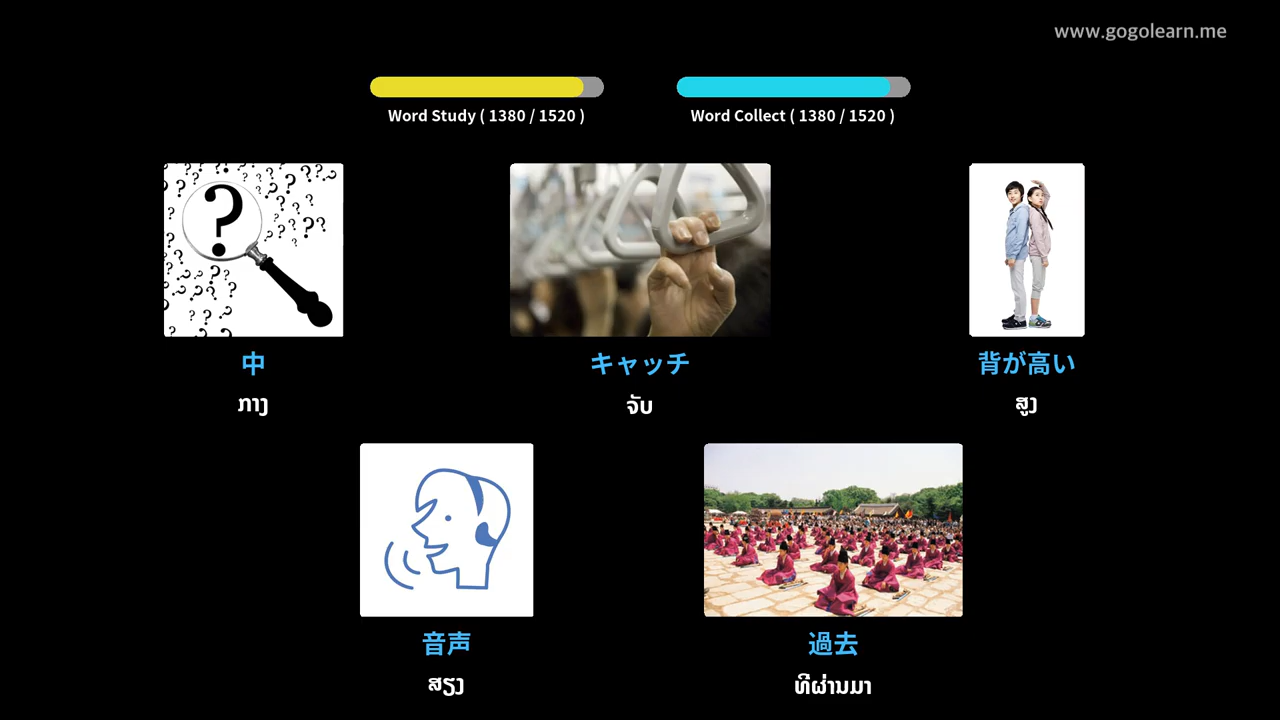 www.gogolearn.me
Word Study ( 1380 / 1520 )
Word Collect ( 1380 / 1520 )
中
キャッチ
背が高い
ກາງ
ຈັບ
ສູງ
音声
過去
ສຽງ
ທີຜ່ານມາ